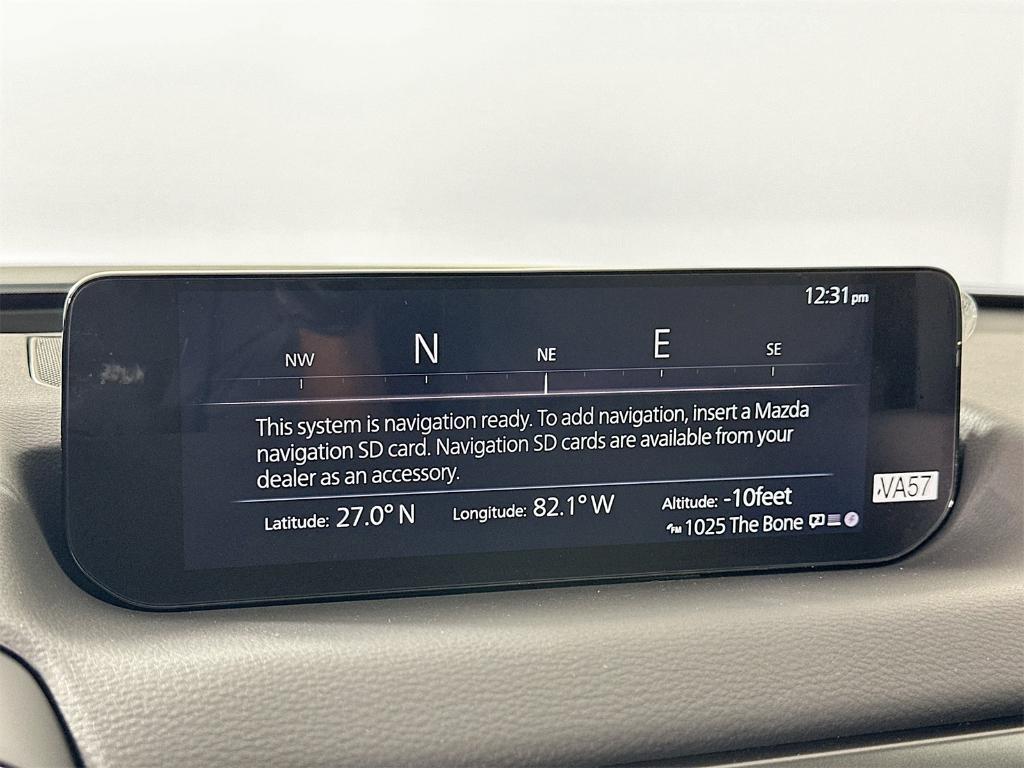 12:31pm
NW N NE E SE
This system is navigation ready. To add navigation, insert a Mazda
navigation SD card. Navigation SD cards are available from your
dealer as an accessory.
Latitude: 27.0° N Longitude: 82.1° W Altitude: -10feet
FM 1025 The Bone
VA57